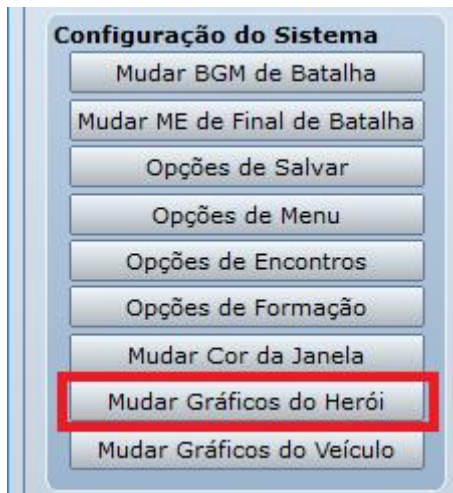 Configuração do Sistema
Mudar BGM de Batalha
Mudar ME de Final de Batalha
Opções de Salvar
Opções de Menu
Opções de Encontros
Opções de Formação
Mudar Cor da Janela
Mudar Gráficos do Herói
Mudar Gráficos do Veículo